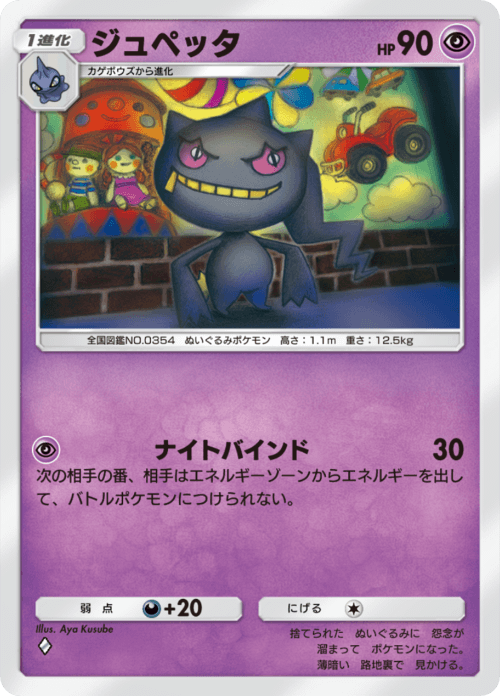 1進化
ジュペッタ
HP90
カゲボウズから進化
全国図鑑NO.0354 ぬいぐるみポケモン 高さ：1.1m 重さ：12.5kg
ナイトバインド 30
次の相手の番、相手はエネルギーゾーンからエネルギーを出し
て、バトルポケモンにつけられない。
弱点 +20
にげる
Illus. Aya Kusube
捨てられた ぬいぐるみに 怨念が
溜まって ポケモンになった。
薄暗い 路地裏で 見かける。